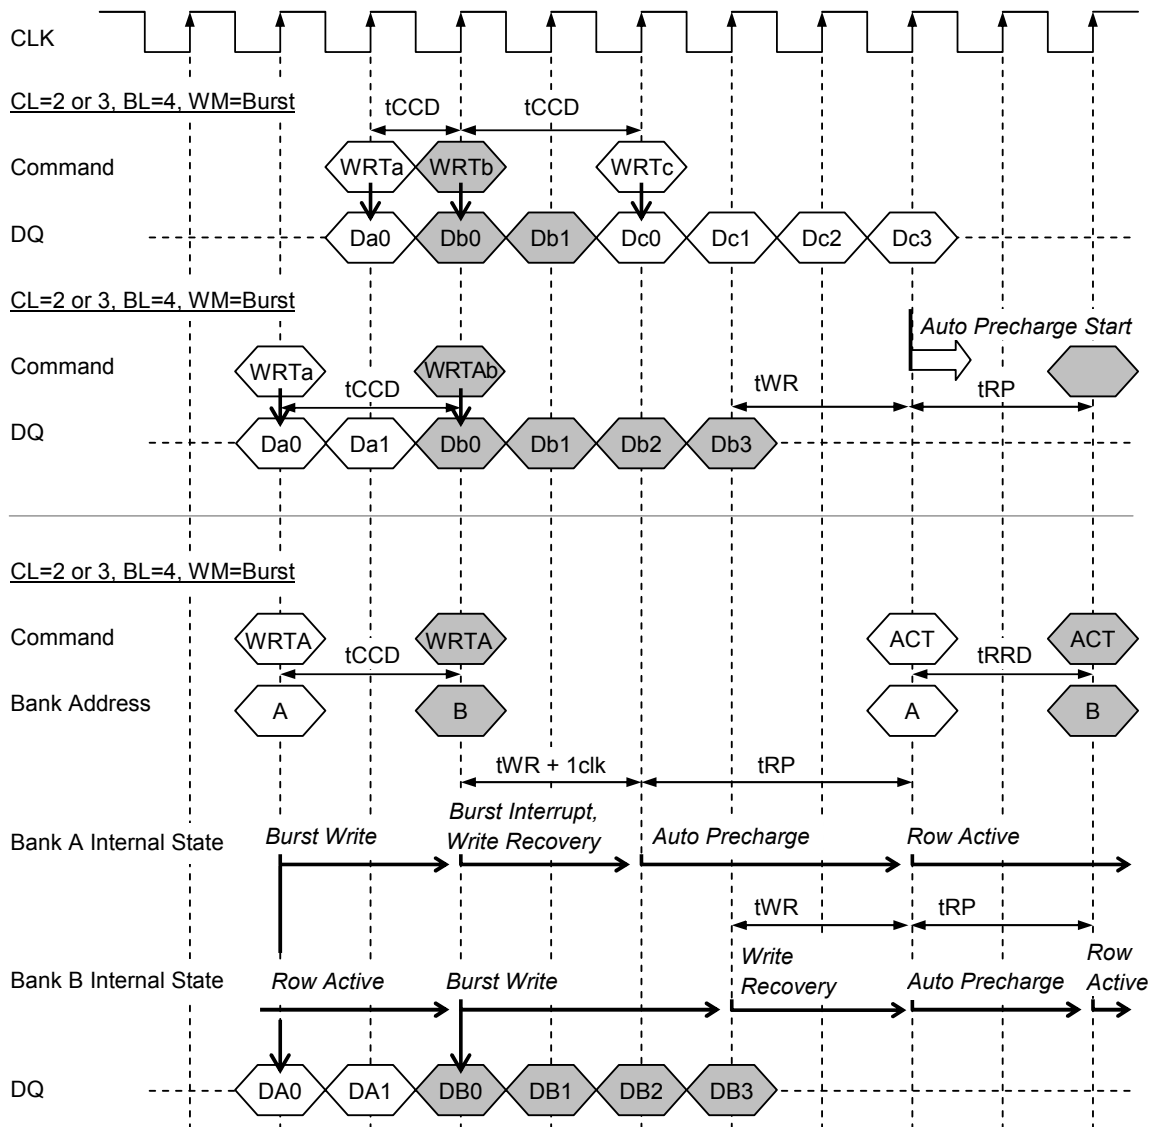 CLK
CL=2 or 3, BL=4, WM=Burst
tCCD tCCD
Command WRTa WRTb WRTc
DQ Da0 Db0 Db1 Dc0 Dc1 Dc2 Dc3
CL=2 or 3, BL=4, WM=Burst
Auto Precharge Start
Command WRTa WRTAb
tCCD tWR tRP
DQ Da0 Da1 Db0 Db1 Db2 Db3
CL=2 or 3, BL=4, WM=Burst
Command WRTA WRTA ACT ACT
tCCD tRRD
Bank Address A B A B
tWR + 1clk tRP
Burst Interrupt,
Bank A Internal State Burst Write Write Recovery Auto Precharge Row Active
tWR tRP
Write Row
Bank B Internal State Row Active Burst Write Recovery Auto Precharge Active
DQ DA0 DA1 DB0 DB1 DB2 DB3